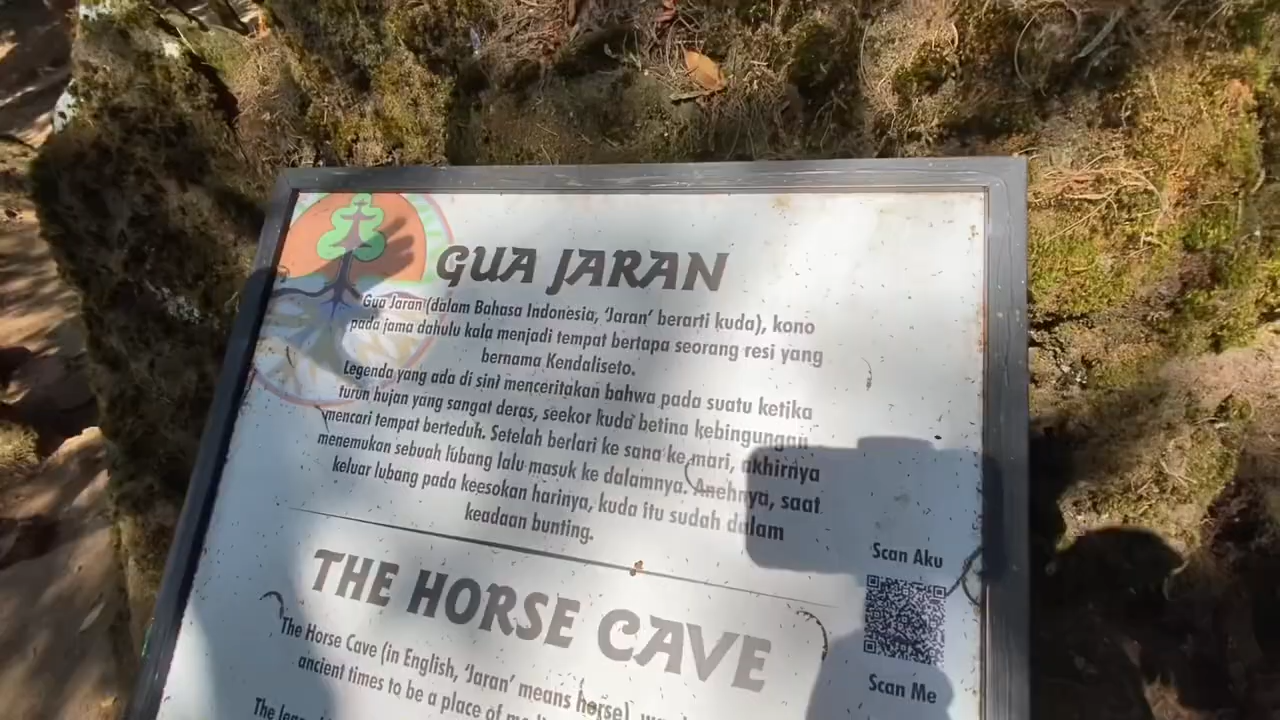 GUA JARAN
Gua Jaran (dalam Bahasa Indonesia, ‘Jaran’ berarti kuda), kono
pada jama dahulu kala menjadi tempat bertapa seorang resi yang
bernama Kendaliseto.
Legenda yang ada di sini menceritakan bahwa pada suatu ketika
turun hujan yang sangat deras, seekor kuda betina kebingungan
mencari tempat berteduh. Setelah berlari ke sana ke mari, akhirnya
menemukan sebuah lubang lalu masuk ke dalamnya. Anehnya, saat
keluar lubang pada keesokan harinya, kuda itu sudah dalam
keadaan bunting.
Scan Aku
Scan Me
THE HORSE CAVE
The Horse Cave (in English, ‘Jaran’ means horse)
ancient times to be a place of
The